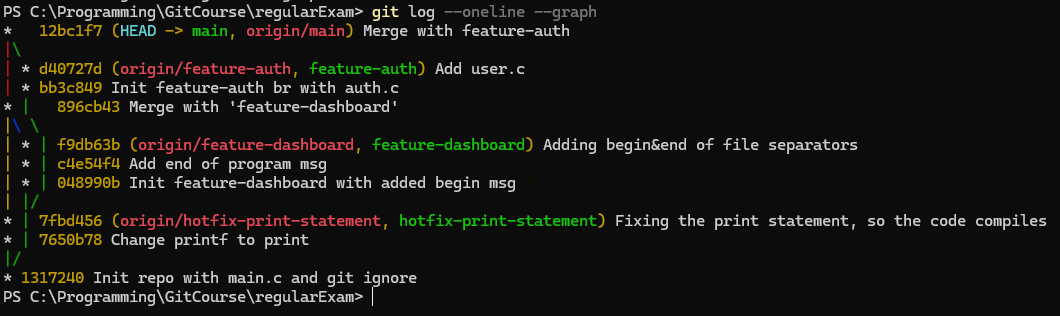 PS C:\Programming\GitCourse\regularExam> git log --oneline --graph
*   12bc1f7 (HEAD -> main, origin/main) Merge with feature-auth
|\
| * d40727d (origin/feature-auth, feature-auth) Add user.c
| * bb3c849 Init feature-auth br with auth.c
* |   896cb43 Merge with 'feature-dashboard'
|\ \
| * | f9db63b (origin/feature-dashboard, feature-dashboard) Adding begin&end of file separators
| * | c4e54f4 Add end of program msg
| * | 048990b Init feature-dashboard with added begin msg
| |/
* | 7fbd456 (origin/hotfix-print-statement, hotfix-print-statement) Fixing the print statement, so the code compiles
* | 7650b78 Change printf to print
|/
* 1317240 Init repo with main.c and git ignore
PS C:\Programming\GitCourse\regularExam>